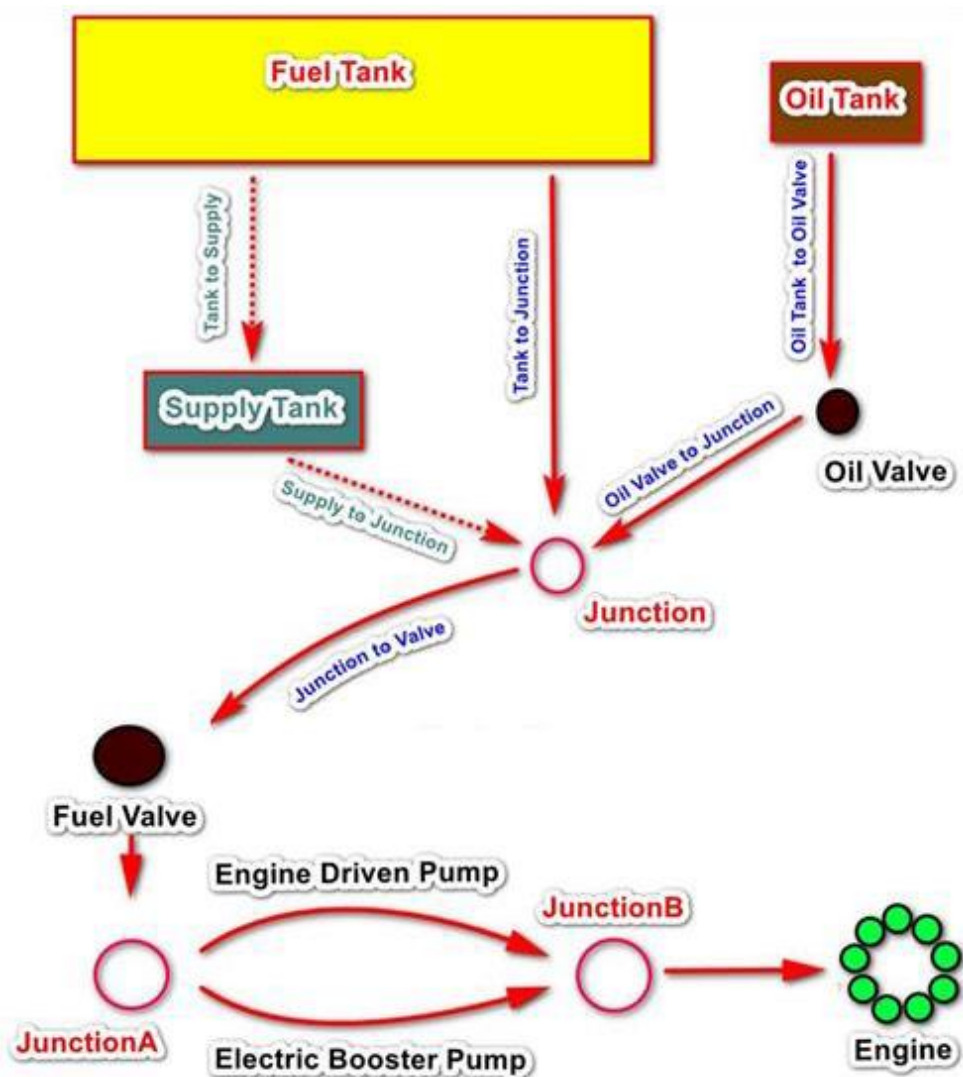 Fuel Tank
Oil Tank
Tank to Supply
Tank to Junction
Oil Tank to Oil Valve
Supply Tank
Oil Valve
Supply to Junction
Oil Valve to Junction
Junction
Junction to Valve
Fuel Valve
Engine Driven Pump
JunctionB
JunctionA
Electric Booster Pump
Engine